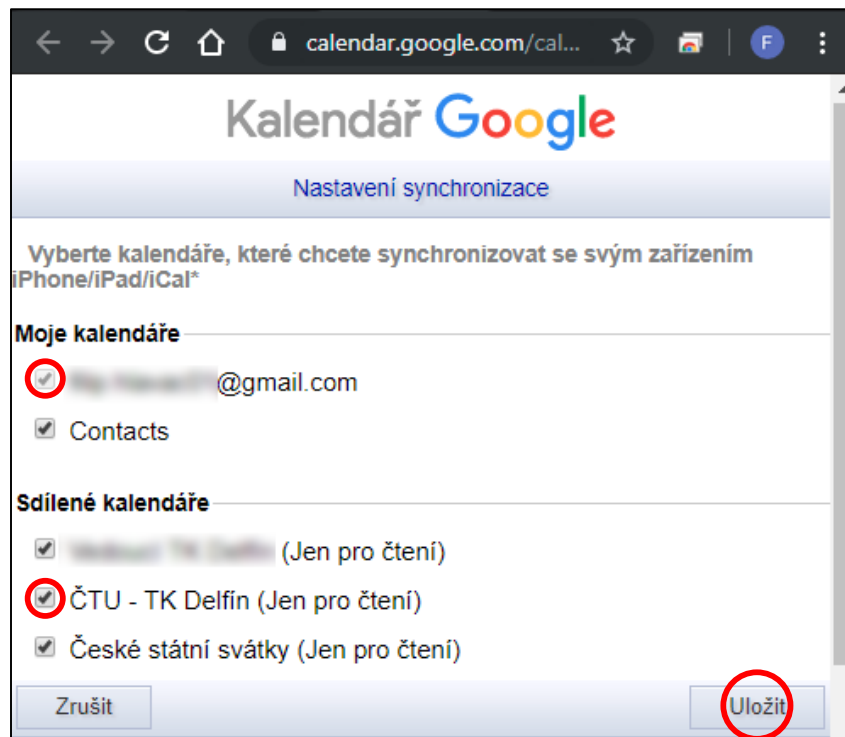 calendar.google.com/cal...
F
Kalendář Google
Nastavení synchronizace
Vyberte kalendáře, které chcete synchronizovat se svým zařízením
iPhone/iPad/iCal*
Moje kalendáře
@gmail.com
Contacts
Sdílené kalendáře
(Jen pro čtení)
ČTU - TK Delfín (Jen pro čtení)
České státní svátky (Jen pro čtení)
Zrušit
Uložit